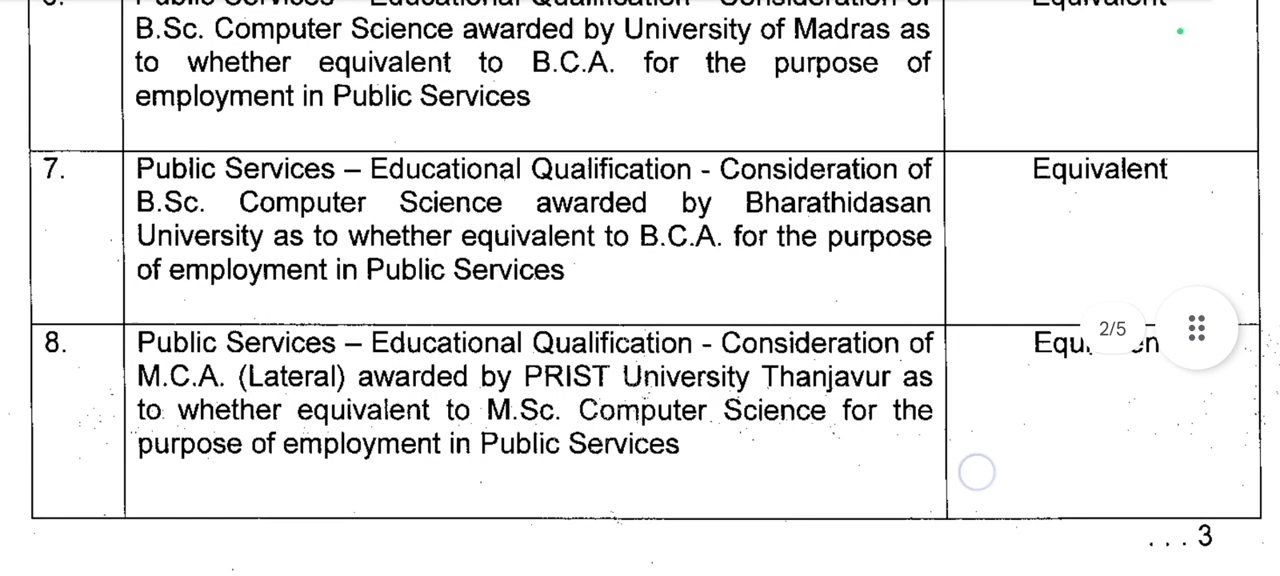 B.Sc. Computer Science awarded by University of Madras as
to whether equivalent to B.C.A. for the purpose of
employment in Public Services
7.
Public Services – Educational Qualification - Consideration of
Equivalent
B.Sc. Computer Science awarded by Bharathidasan
University as to whether equivalent to B.C.A. for the purpose
of employment in Public Services
2/5
8.
Public Services – Educational Qualification - Consideration of
M.C.A. (Lateral) awarded by PRIST University Thanjavur as
to whether equivalent to M.Sc. Computer Science for the
purpose of employment in Public Services
. . . 3